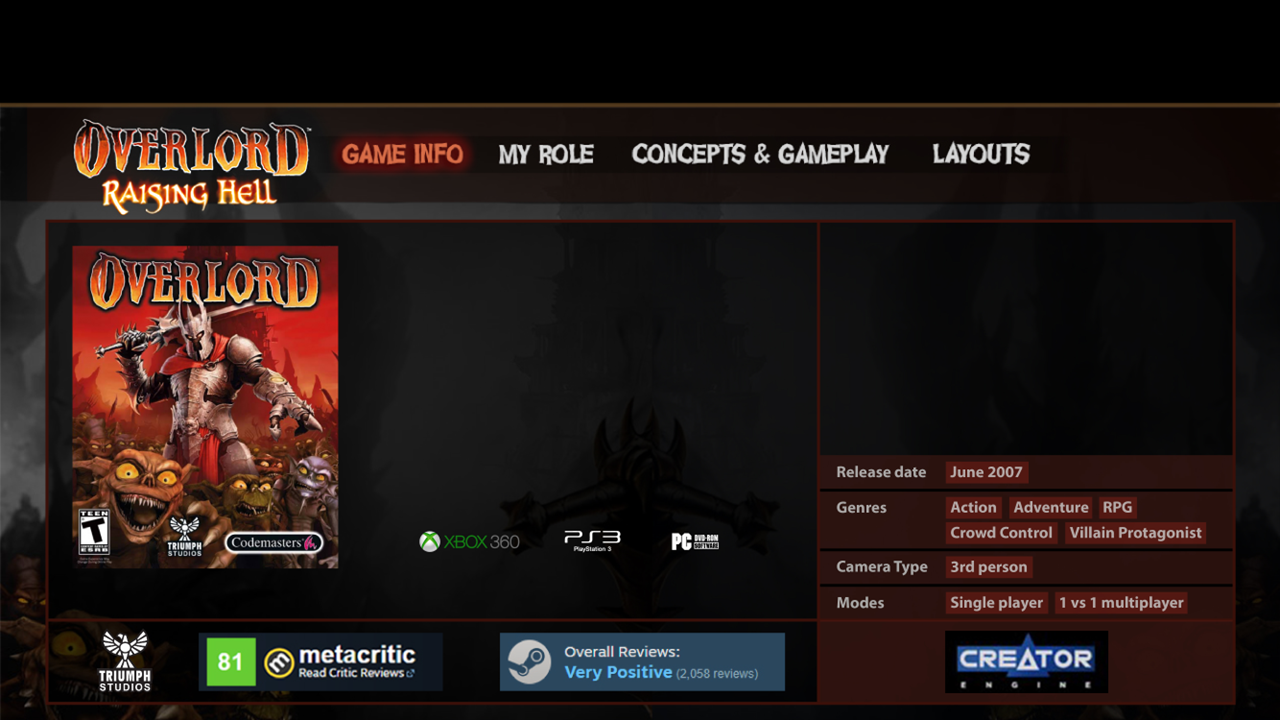 OVERLORD™
RAISING HELL
GAME INFO
MY ROLE
CONCEPTS & GAMEPLAY
LAYOUTS
OVERLORD™
TEEN
T
ESRB
TRIUMPH
STUDIOS
Codemasters
XBOX 360
PS3
PlayStation 3
PC DVD-ROM
SOFTWARE
Release date June 2007
Genres Action Adventure RPG
Crowd Control Villain Protagonist
Camera Type 3rd person
Modes Single player 1 vs 1 multiplayer
TRIUMPH
STUDIOS
81
metacritic
Read Critic Reviews
Overall Reviews:
Very Positive (2,058 reviews)
CREATOR
ENGINE